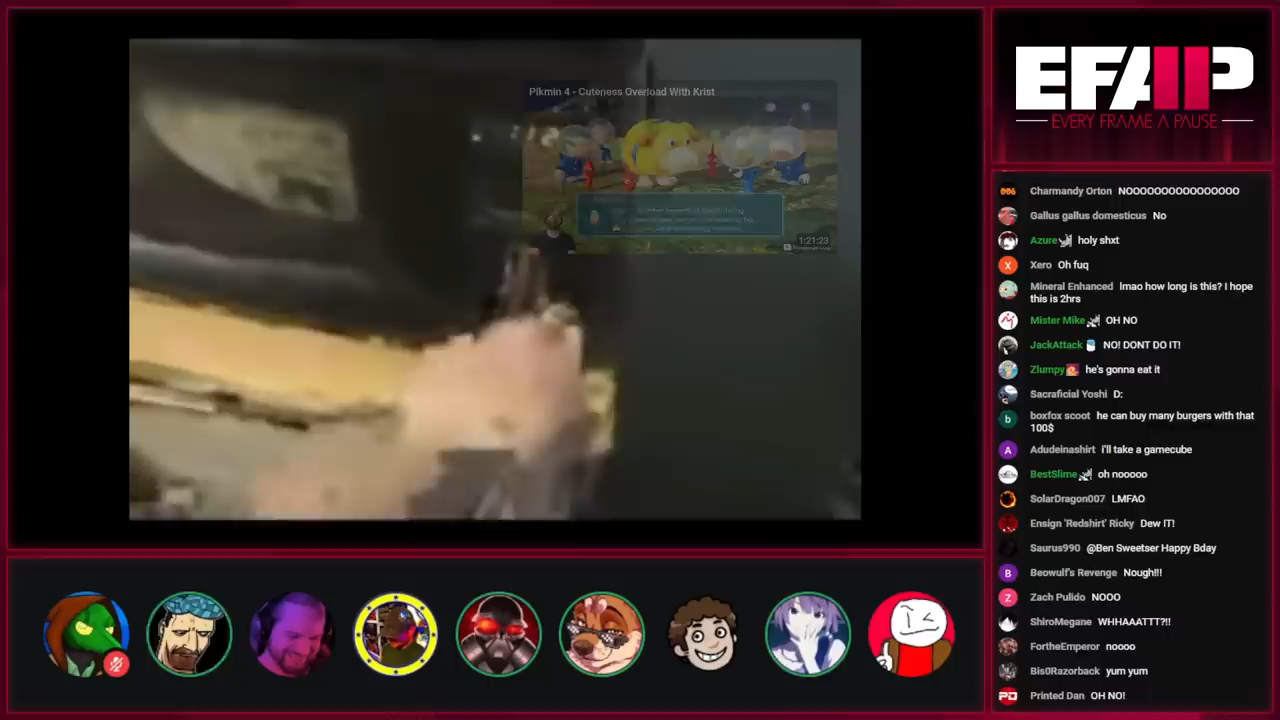 Pikmin 4 - Cuteness Overload With Krist
1:21:23
EFAP
EVERY FRAME A PAUSE
Charmandy Orton NOOOOOOOOOOOOOOOO
Gallus gallus domesticus No
Azure holy shxt
Xero Oh fuq
Mineral Enhanced lmao how long is this? I hope
this is 2hrs
Mister Mike OH NO
JackAttack NO! DONT DO IT!
Zlumpy he's gonna eat it
Sacraficial Yoshi D:
boxfox scoot he can buy many burgers with that
100$
Adudeinashirt i'll take a gamecube
BestSlime oh nooooo
SolarDragon007 LMFAO
Ensign 'Redshirt' Ricky Dew IT!
Saurus990 @Ben Sweetser Happy Bday
Beowulf's Revenge Nough!!!
Zach Pulido NOOO
ShiroMegane WHHAAATTT?!!
FortheEmperor noooo
Bis0Razorback yum yum
PD Printed Dan OH NO!